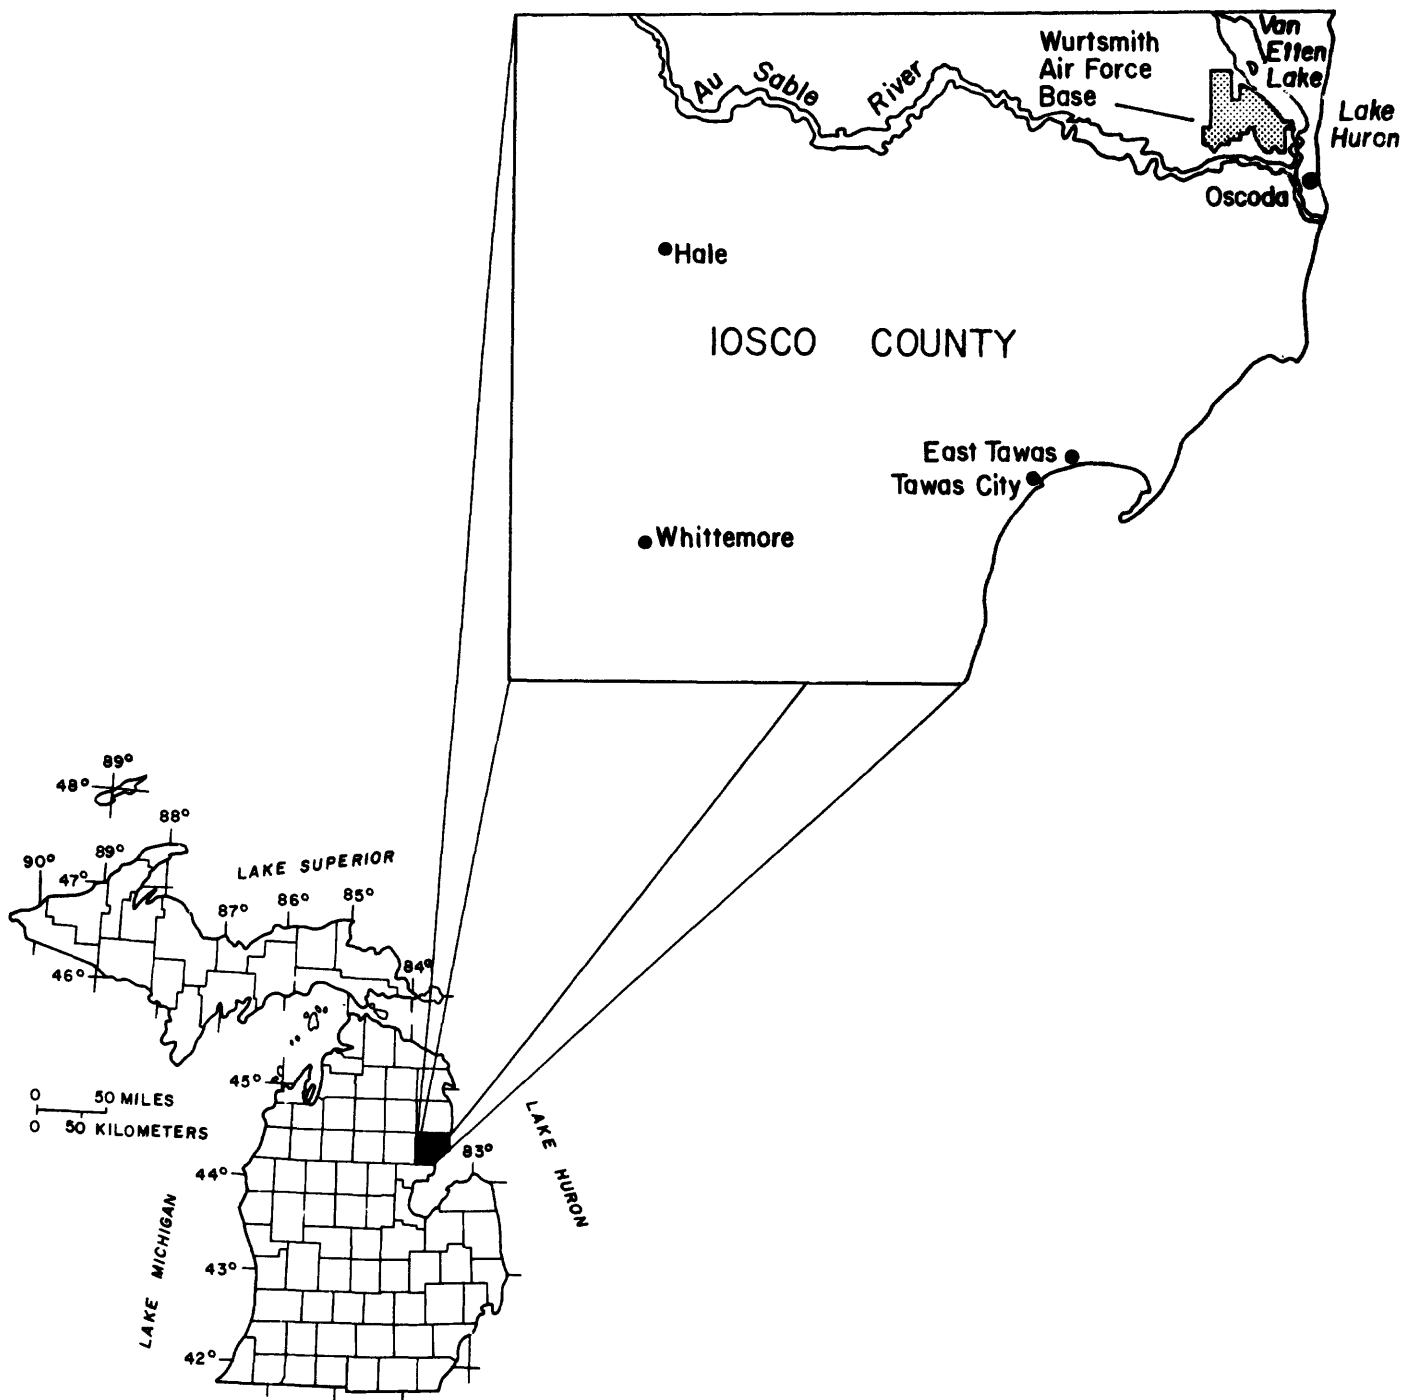 Van
Etten
Lake
Wurtsmith
Air Force
Base
Au Sable River
Lake
Huron
Oscoda
Hale
IOSCO COUNTY
East Tawas
Tawas City
Whittemore
89°
48°
88°
90°
89°
47°
LAKE SUPERIOR
87°
86°
85°
46°
84°
45°
0 50 MILES
0 50 KILOMETERS
LAKE HURON
83°
44°
LAKE MICHIGAN
43°
42°